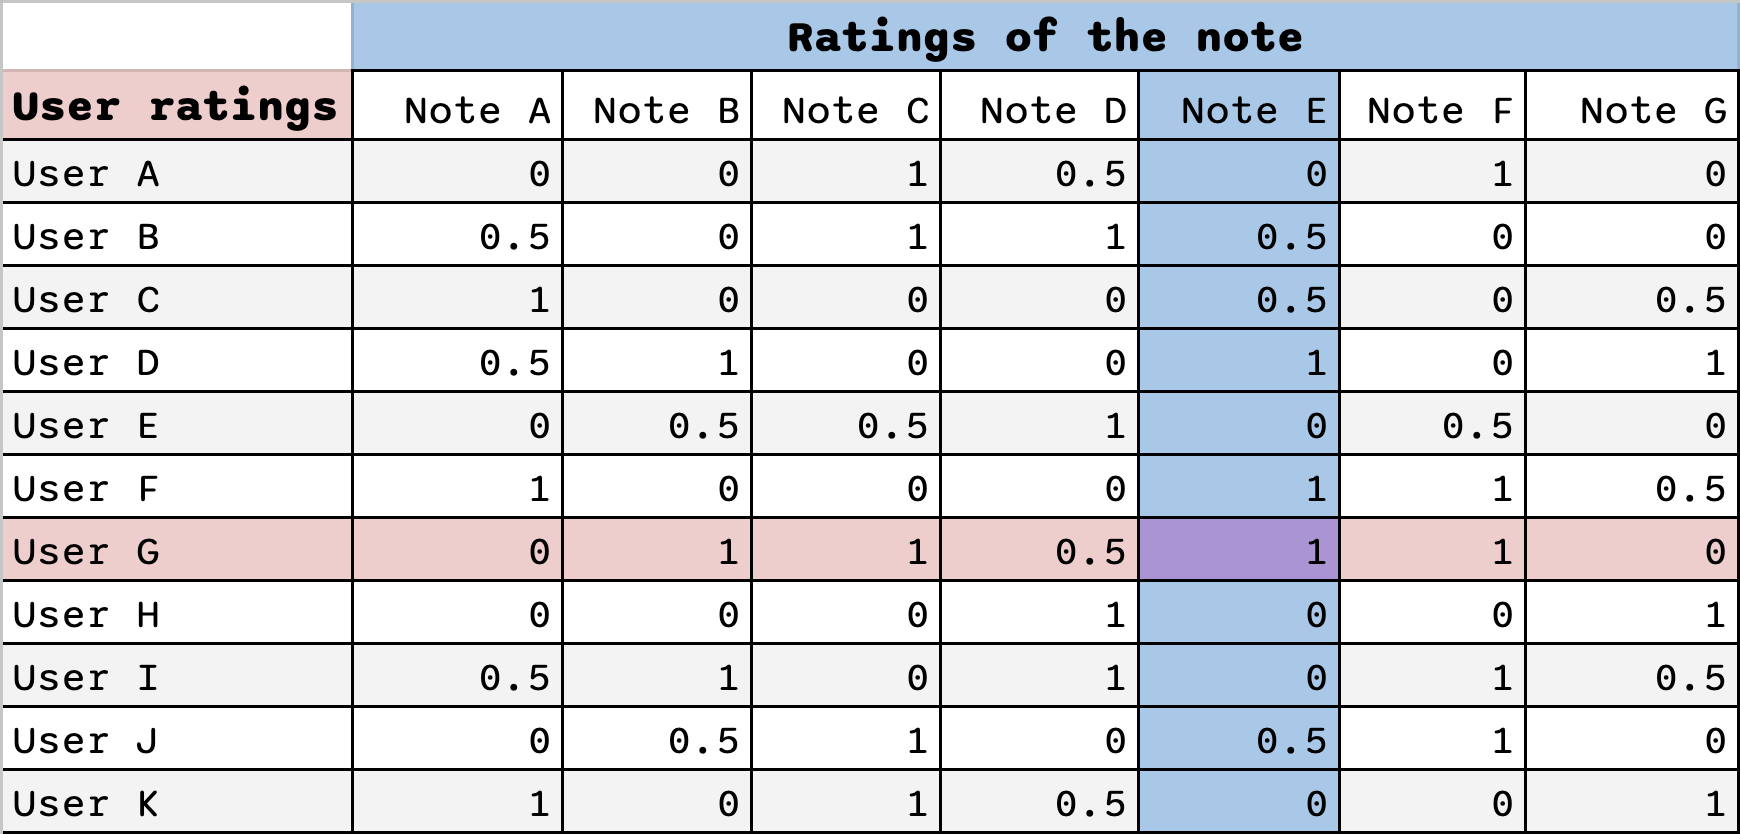 Ratings of the note
User ratings Note A Note B Note C Note D Note E Note F Note G
User A 0 0 1 0.5 0 1 0
User B 0.5 0 1 1 0.5 0 0
User C 1 0 0 0 0.5 0 0.5
User D 0.5 1 0 0 1 0 1
User E 0 0.5 0.5 1 0 0.5 0
User F 1 0 0 0 1 1 0.5
User G 0 1 1 0.5 1 1 0
User H 0 0 0 1 0 0 1
User I 0.5 1 0 1 0 1 0.5
User J 0 0.5 1 0 0.5 1 0
User K 1 0 1 0.5 0 0 1